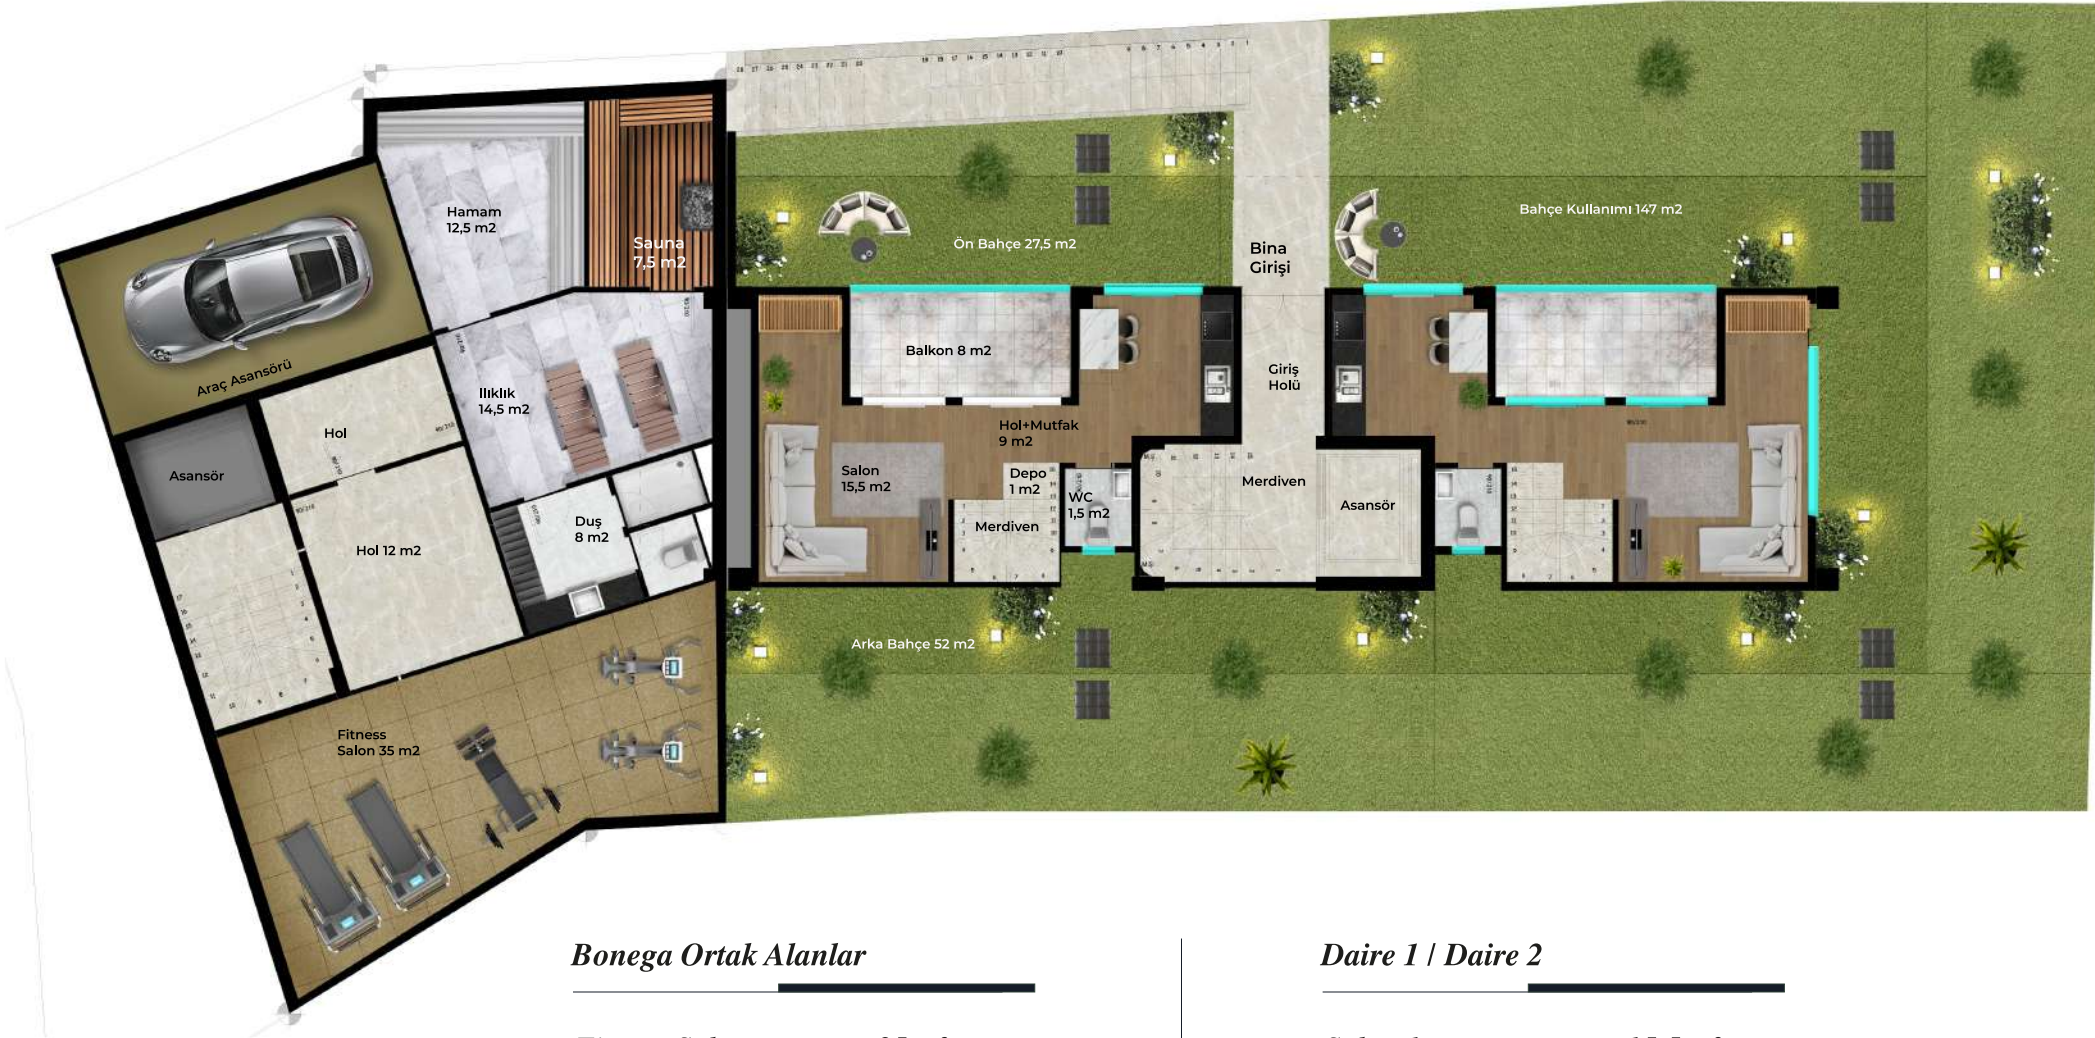 Hamam
12,5 m2
Sauna
7,5 m2
Araç Asansörü
Ilıklık
14,5 m2
Hol
Asansör
Hol 12 m2
Duş
8 m2
Fitness
Salon 35 m2
Ön Bahçe 27,5 m2
Bina
Girişi
Bahçe Kullanımı 147 m2
Balkon 8 m2
Giriş
Holü
Hol+Mutfak
9 m2
Salon
15,5 m2
Depo
1 m2
WC
1,5 m2
Merdiven
Merdiven
Asansör
Arka Bahçe 52 m2
Bonega Ortak Alanlar
Daire 1 / Daire 2